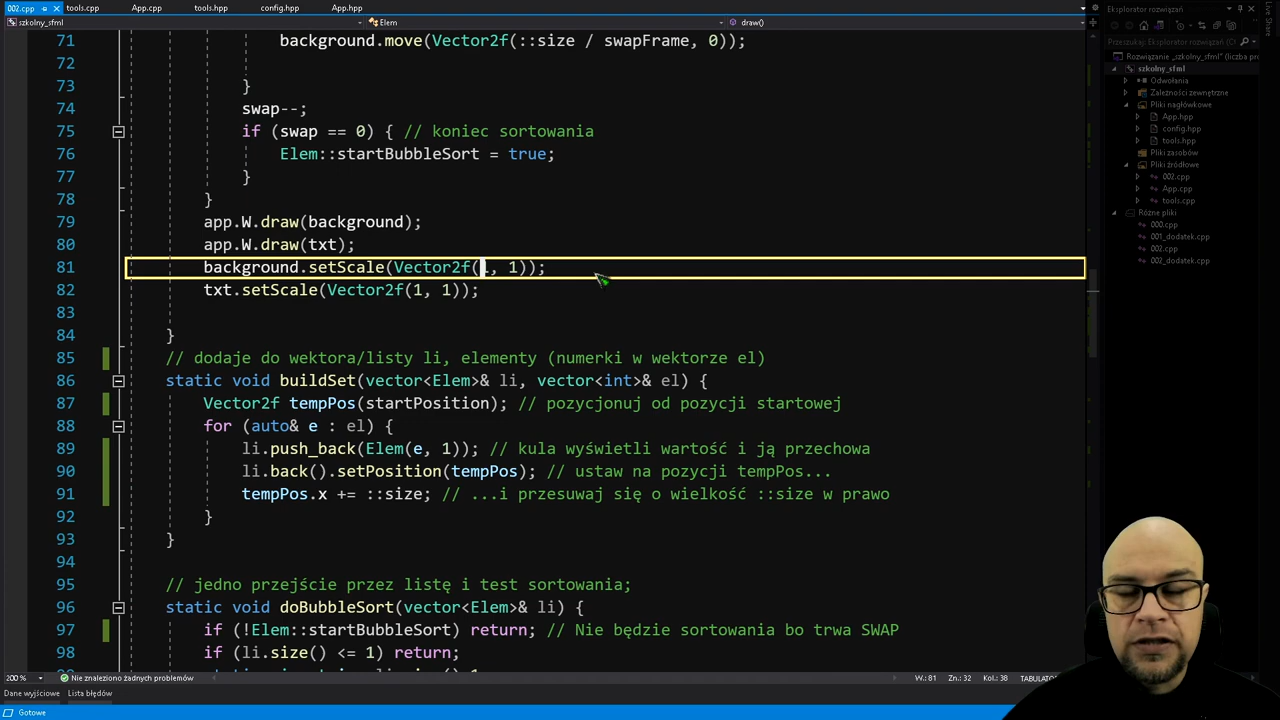 002.cpp tools.cpp App.cpp tools.hpp config.hpp App.hpp
szkolny_sfml Elem draw()
71 background.move(Vector2f(::size / swapFrame, 0));
72
73 }
74 swap--;
75 if (swap == 0) { // koniec sortowania
76 Elem::startBubbleSort = true;
77 }
78 }
79 app.W.draw(background);
80 app.W.draw(txt);
81 background.setScale(Vector2f(1, 1));
82 txt.setScale(Vector2f(1, 1));
83
84 }
85 // dodaje do wektora/listy li, elementy (numerki w wektorze el)
86 static void buildSet(vector<Elem>& li, vector<int>& el) {
87 Vector2f tempPos(startPosition); // pozycjonuj od pozycji startowej
88 for (auto& e : el) {
89 li.push_back(Elem(e, 1)); // kula wyświetli wartość i ją przechowa
90 li.back().setPosition(tempPos); // ustaw na pozycji tempPos...
91 tempPos.x += ::size; // ...i przesuwaj się o wielkość ::size w prawo
92 }
93 }
94
95 // jedno przejście przez listę i test sortowania;
96 static void doBubbleSort(vector<Elem>& li) {
97 if (!Elem::startBubbleSort) return; // Nie będzie sortowania bo trwa SWAP
98 if (li.size() <= 1) return;
200 % Nie znaleziono żadnych problemów W.: 81 Zn.: 32 Kol.: 38 TABULATOR
Dane wyjściowe Lista błędów
Gotowe
Eksplorator rozwiązań
Przeszukaj: Eksplorator rozwiązań (Ct
Rozwiązanie „szkolny_sfml" (liczba pro
szkolny_sfml
Odwołania
Zależności zewnętrzne
Pliki nagłówkowe
App.hpp
config.hpp
tools.hpp
Pliki zasobów
Pliki źródłowe
002.cpp
App.cpp
tools.cpp
Różne pliki
000.cpp
001_dodatek.cpp
002.cpp
002_dodatek.cpp
Live Share